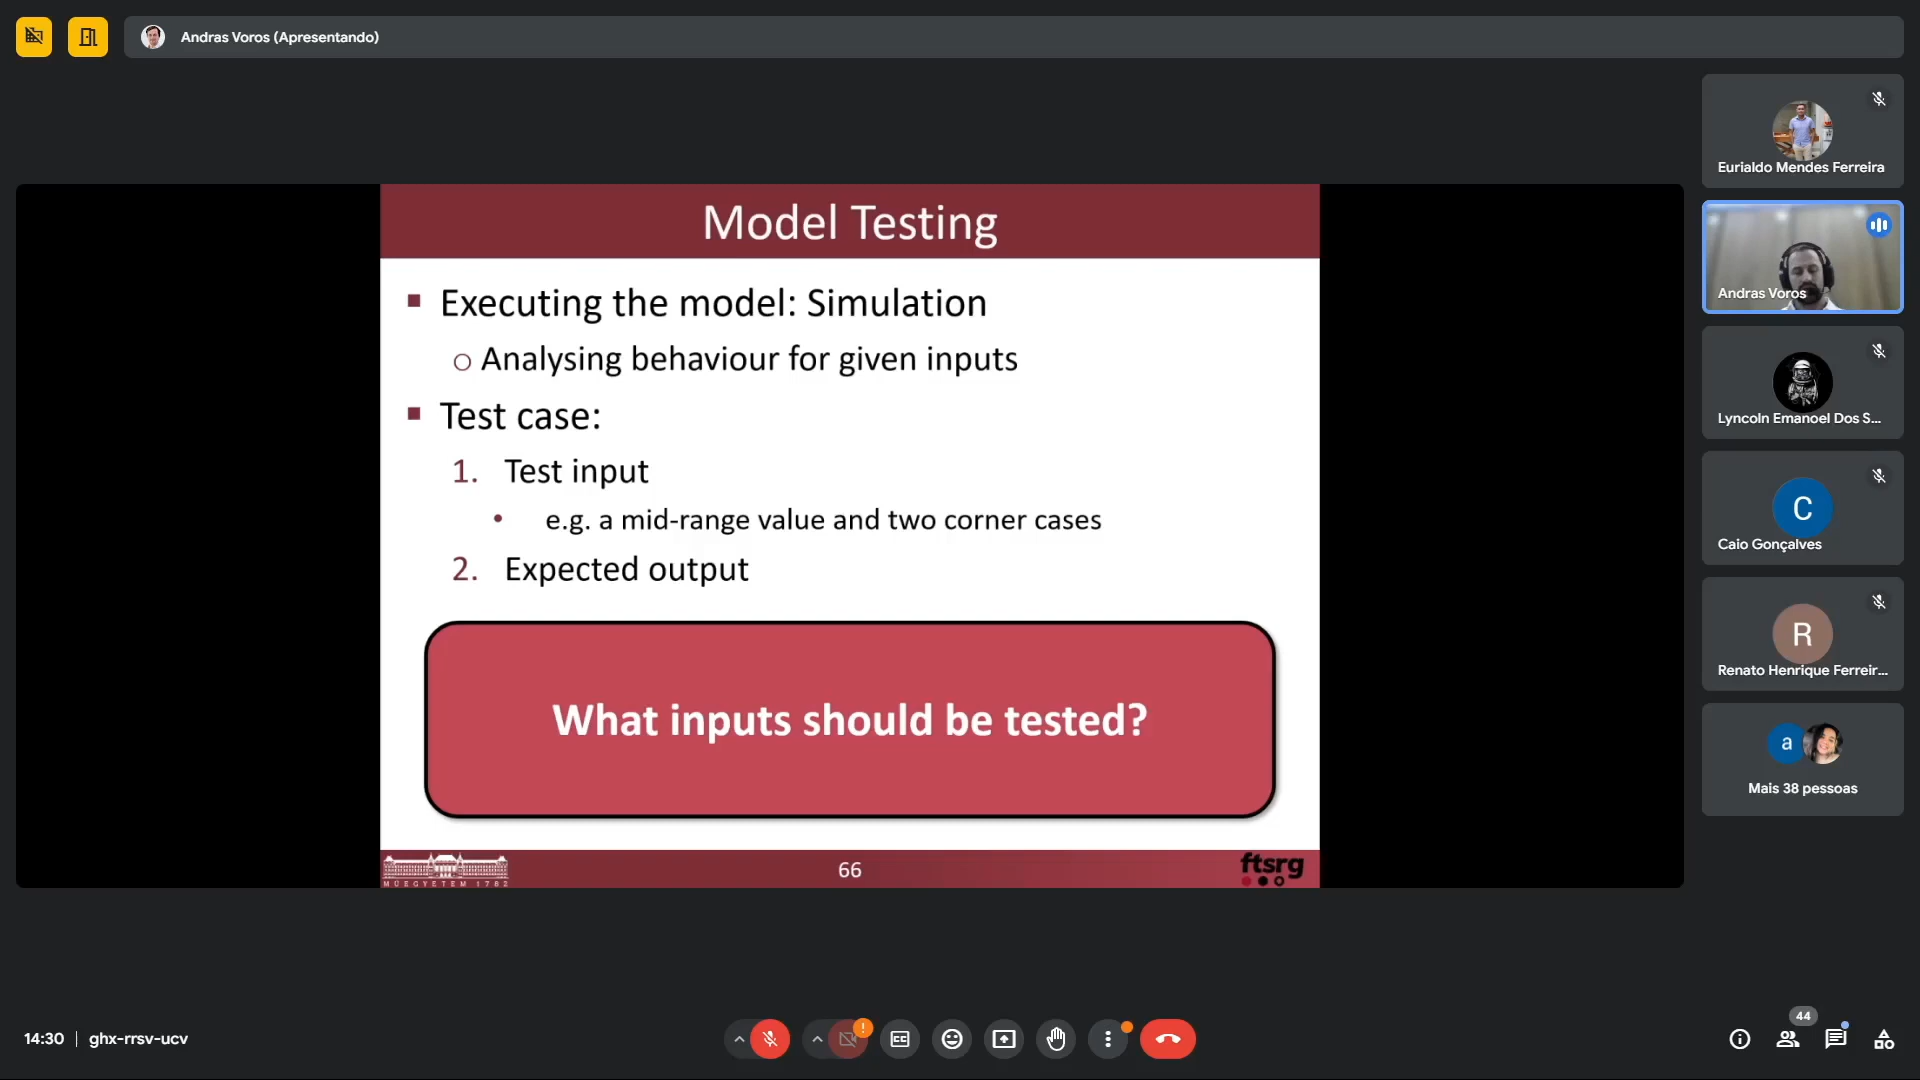 Andras Voros (Apresentando)
Model Testing
Executing the model: Simulation
Analysing behaviour for given inputs
Test case:
1. Test input
e.g. a mid-range value and two corner cases
2. Expected output
What inputs should be tested?
MŰEGYETEM 1782
66
ftsrg
Eurialdo Mendes Ferreira
Andras Voros
Lyncoln Emanoel Dos S...
C
Caio Gonçalves
R
Renato Henrique Ferreir...
a
Mais 38 pessoas
14:30 | ghx-rrsv-ucv
!
44